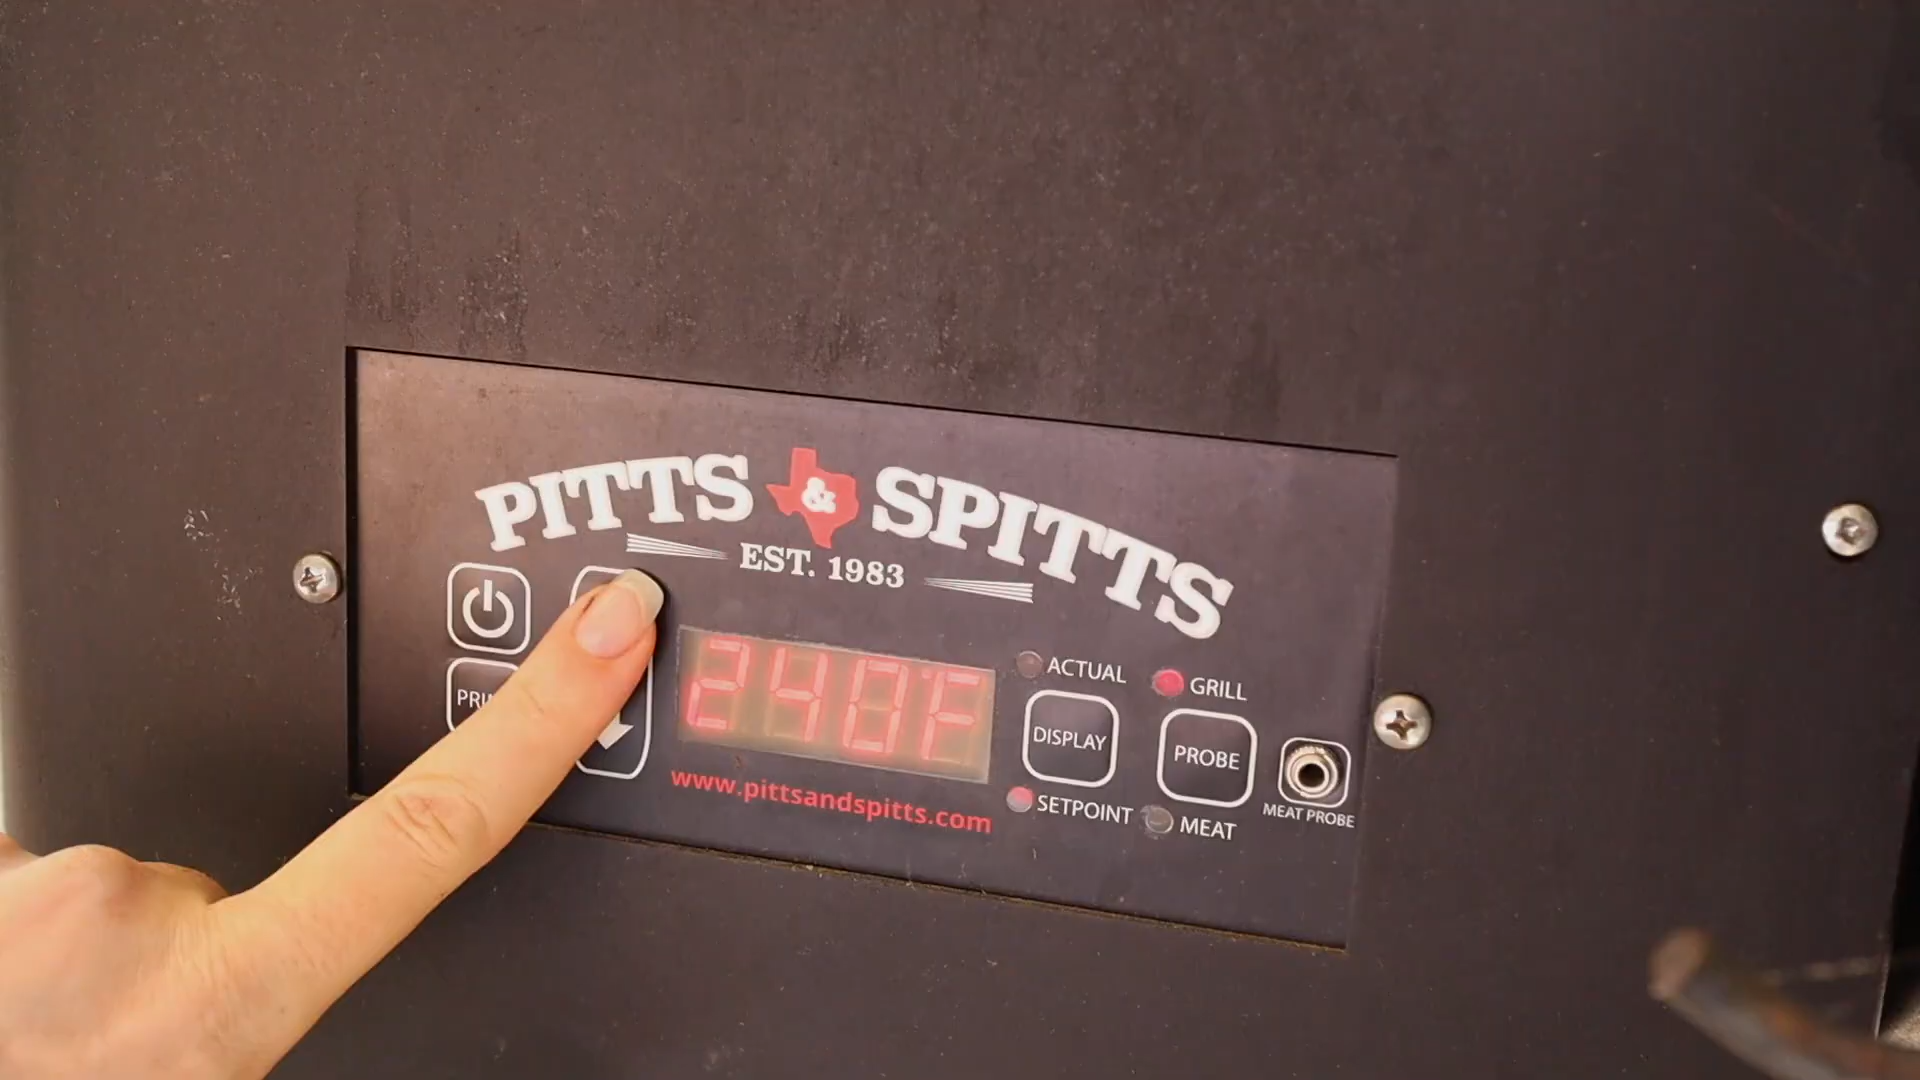 PITTS & SPITTS
EST. 1983
240F
ACTUAL
GRILL
DISPLAY
PROBE
SETPOINT
MEAT
MEAT PROBE
www.pittsandspitts.com